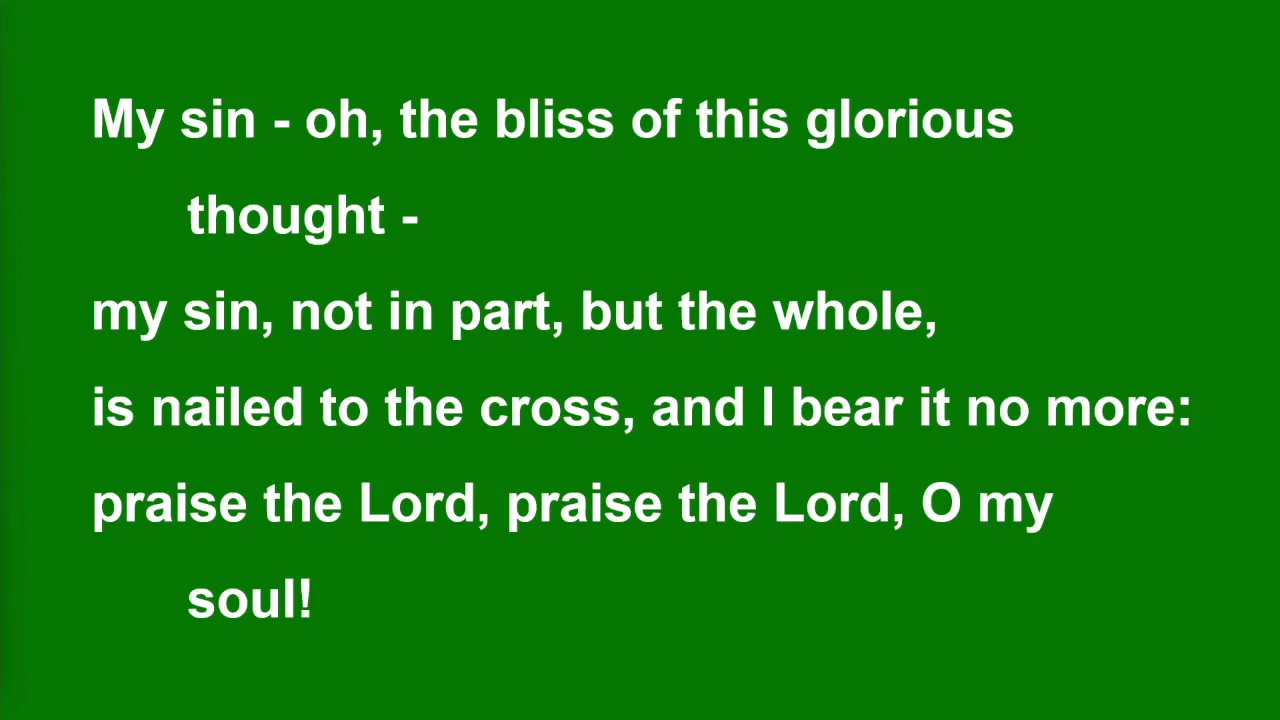 My sin - oh, the bliss of this glorious
thought -
my sin, not in part, but the whole,
is nailed to the cross, and I bear it no more:
praise the Lord, praise the Lord, O my
soul!